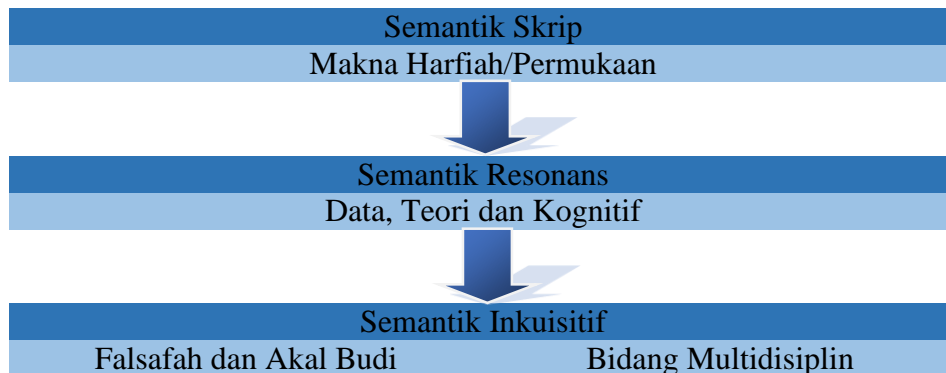 Semantik Skrip
Makna Harfiah/Permukaan
Semantik Resonans
Data, Teori dan Kognitif
Semantik Inkuisitif
Falsafah dan Akal Budi Bidang Multidisiplin